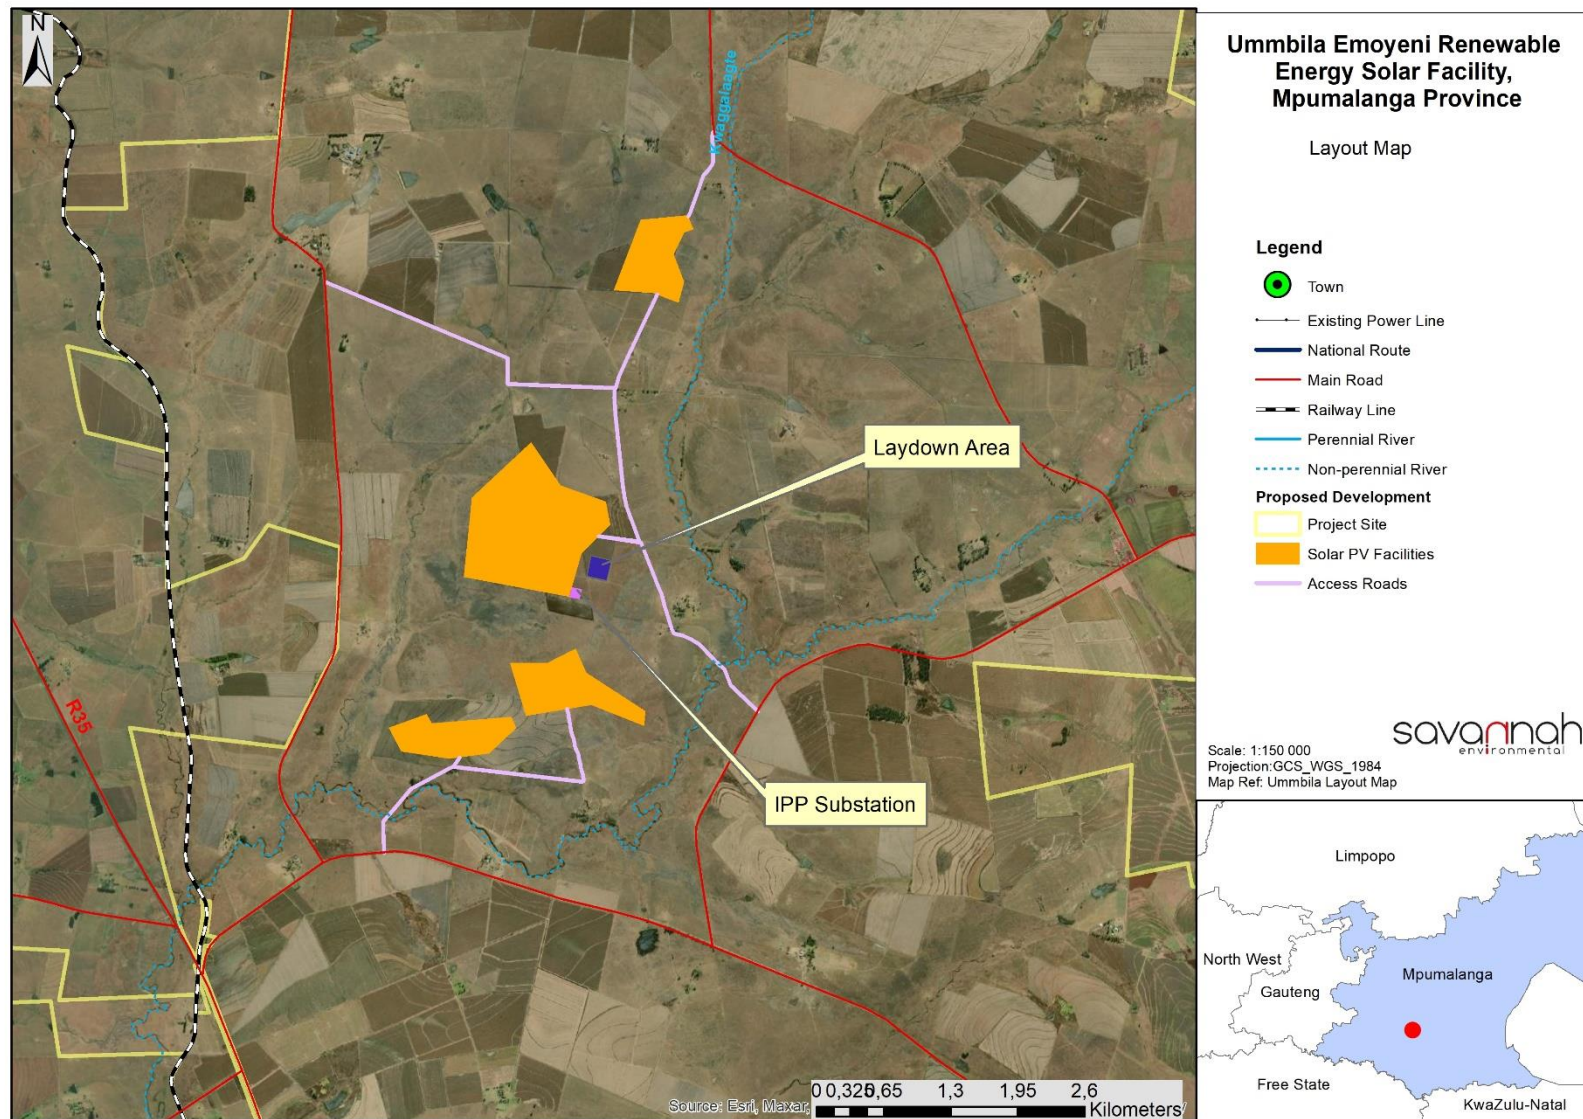 N
Kwaggalaagte
Laydown Area
R35
IPP Substation
Source: Esri, Maxar,
0 0,325 0,65 1,3 1,95 2,6
Kilometers
Ummbila Emoyeni Renewable
Energy Solar Facility,
Mpumalanga Province
Layout Map
Legend
Town
Existing Power Line
National Route
Main Road
Railway Line
Perennial River
Non-perennial River
Proposed Development
Project Site
Solar PV Facilities
Access Roads
savannah
environmental
Scale: 1:150 000
Projection:GCS_WGS_1984
Map Ref: Ummbila Layout Map
Limpopo
North West
Gauteng
Mpumalanga
Free State
KwaZulu-Natal